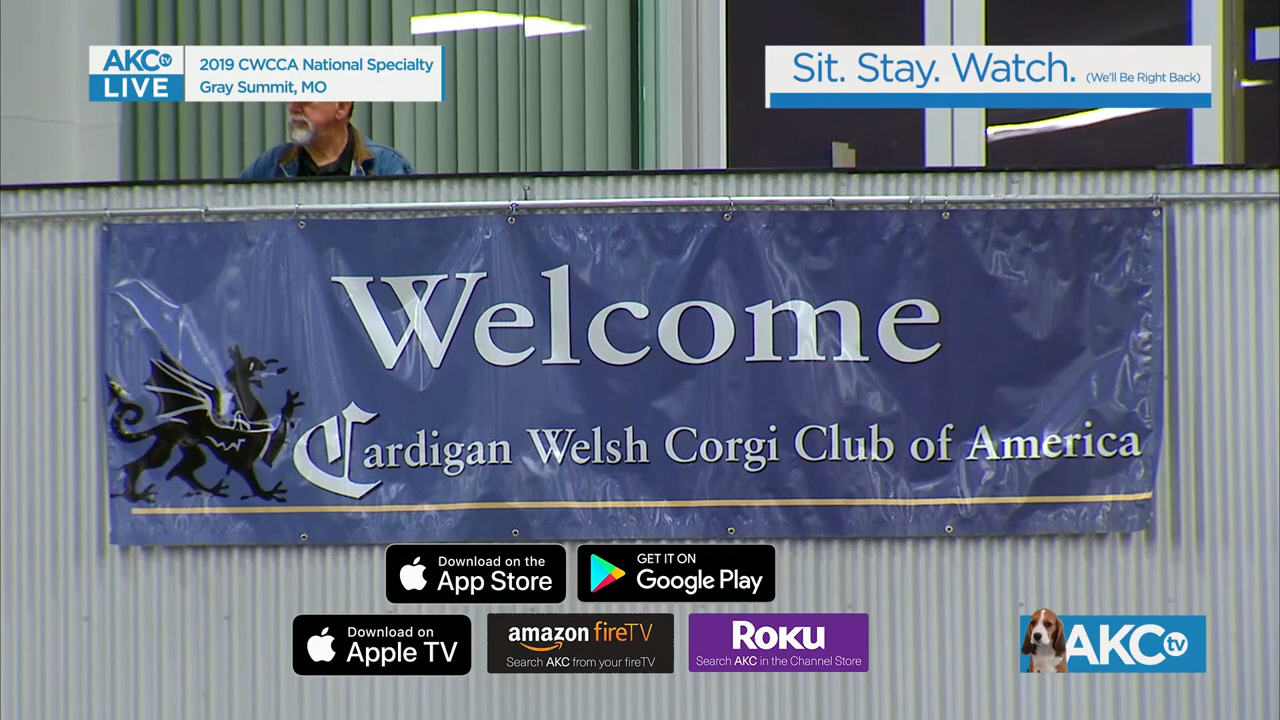 AKC tv
LIVE
2019 CWCCA National Specialty
Gray Summit, MO
Sit. Stay. Watch. (We'll Be Right Back)
Welcome
Cardigan Welsh Corgi Club of America
Download on the
App Store
GET IT ON
Google Play
Download on
Apple TV
amazon fireTV
Search AKC from your fireTV
ROKU
Search AKC in the Channel Store
AKC tv